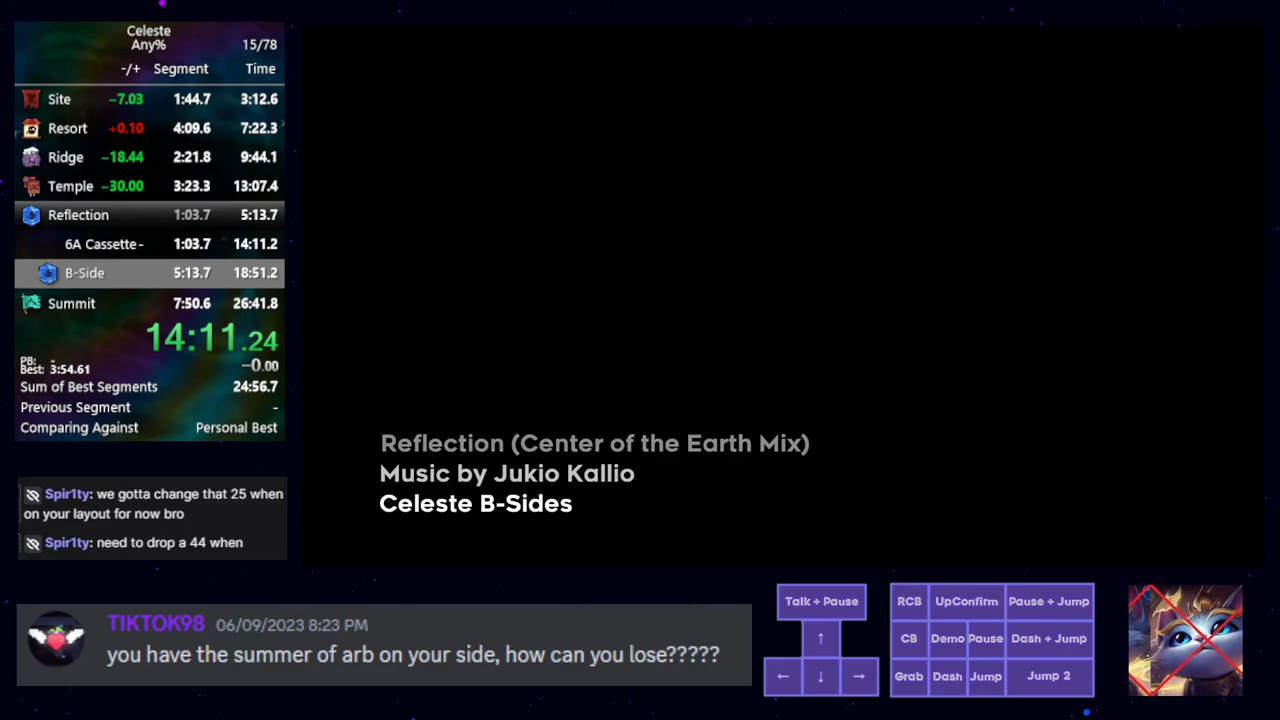 Celeste
Any% 15/78
-/+ Segment Time
Site -7.03 1:44.7 3:12.6
Resort +0.10 4:09.6 7:22.3
Ridge -18.44 2:21.8 9:44.1
Temple -30.00 3:23.3 13:07.4
Reflection 1:03.7 5:13.7
6A Cassette - 1:03.7 14:11.2
B-Side 5:13.7 18:51.2
Summit 7:50.6 26:41.8
14:11.24
PB: - −0.00
Best: 3:54.61
Sum of Best Segments 24:56.7
Previous Segment -
Comparing Against Personal Best
Spir1ty: we gotta change that 25 when
on your layout for now bro
Spir1ty: need to drop a 44 when
Reflection (Center of the Earth Mix)
Music by Jukio Kallio
Celeste B-Sides
TIKTOK98 06/09/2023 8:23 PM
you have the summer of arb on your side, how can you lose?????
Talk + Pause
↑
← ↓ →
RCB UpConfirm Pause + Jump
CB Demo Pause Dash + Jump
Grab Dash Jump Jump 2